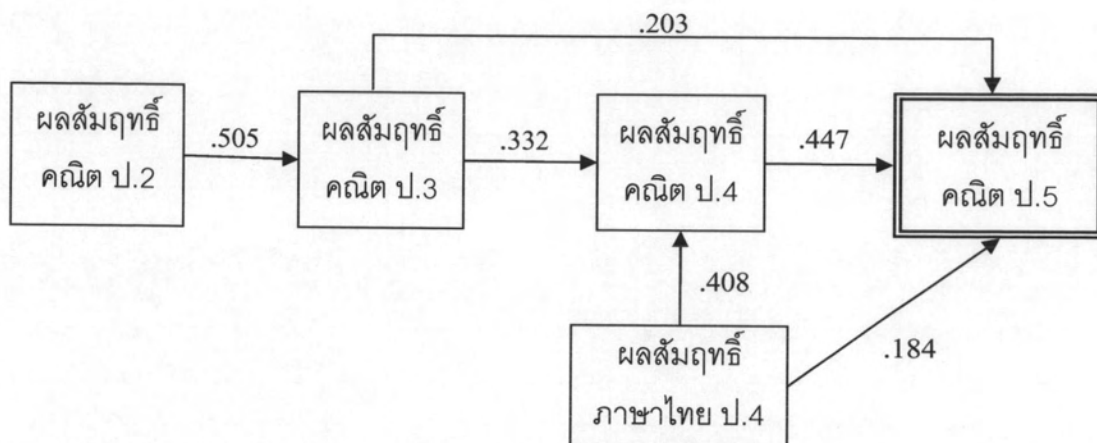 .203
ผลสัมฤทธิ์
คณิต ป.2
.505
ผลสัมฤทธิ์
คณิต ป.3
.332
ผลสัมฤทธิ์
คณิต ป.4
.447
ผลสัมฤทธิ์
คณิต ป.5
.408
ผลสัมฤทธิ์
ภาษาไทย ป.4
.184